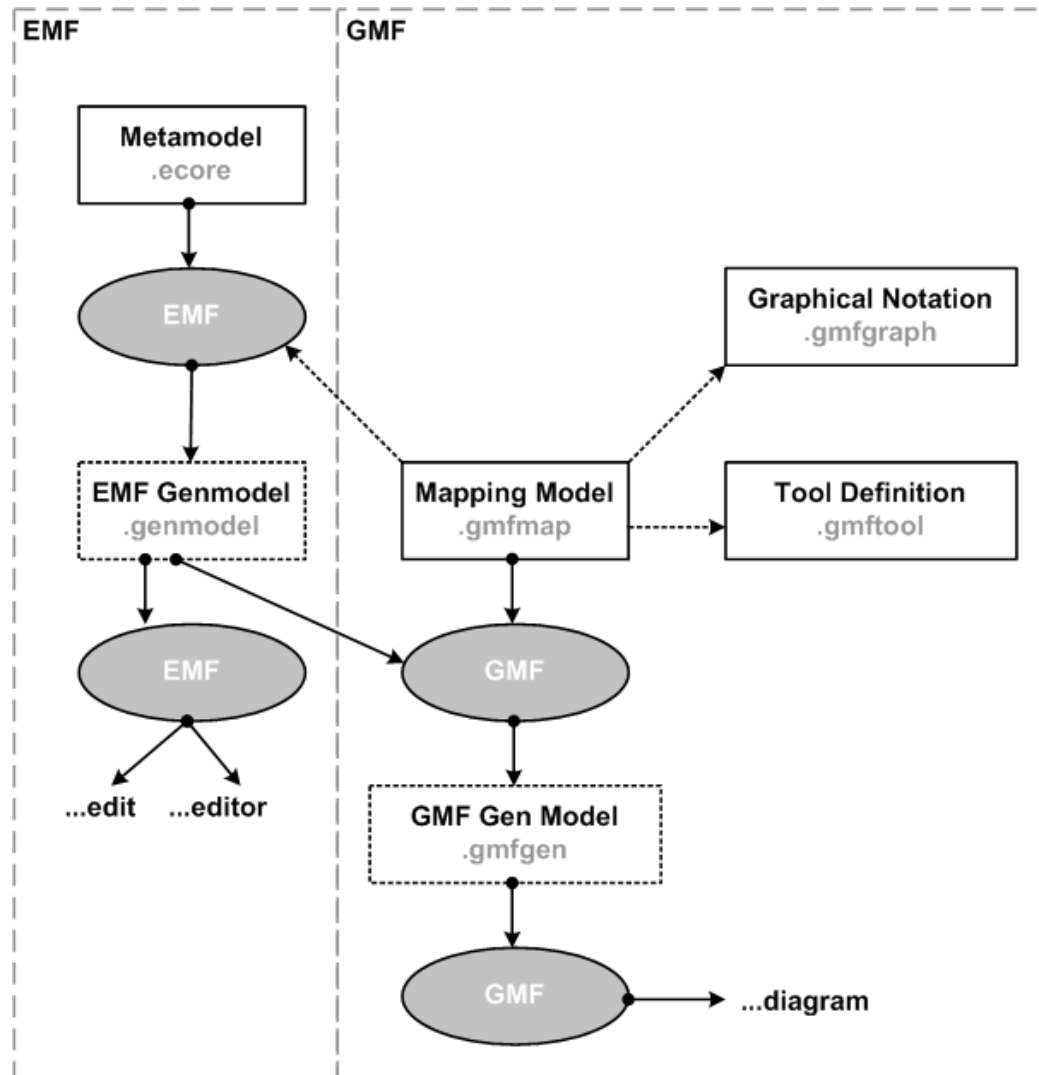 EMF
GMF
Metamodel
.ecore
EMF
Graphical Notation
.gmfgraph
EMF Genmodel
.genmodel
Mapping Model
.gmfmap
Tool Definition
.gmftool
EMF
GMF
...edit
...editor
GMF Gen Model
.gmfgen
GMF
...diagram